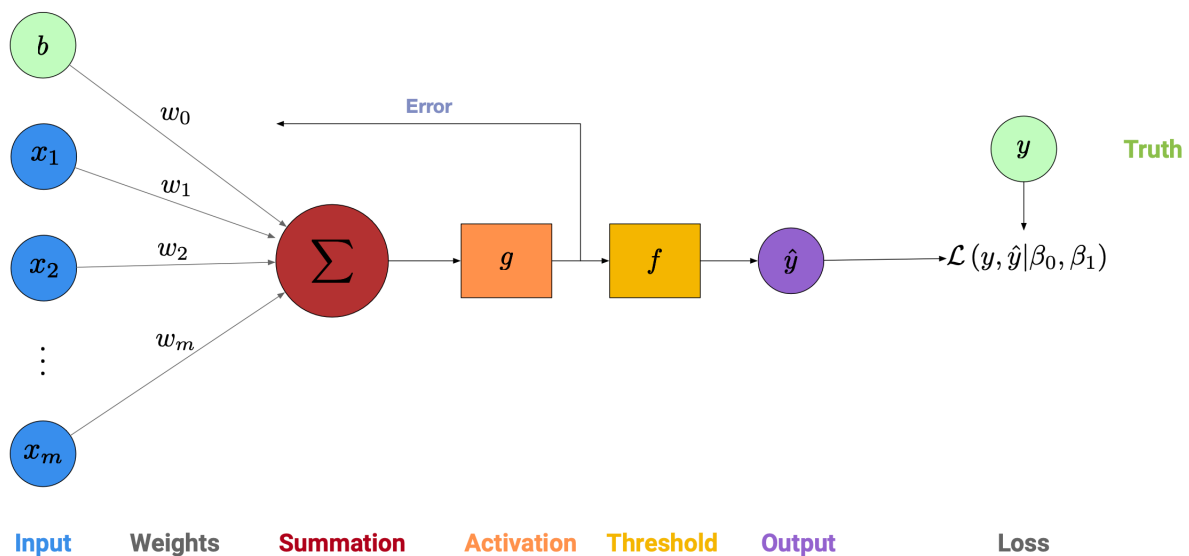 b
w₀
Error
x₁
w₁
y
Truth
x₂
w₂
∑
g
f
ŷ
ℒ(y, ŷ|β₀, β₁)
wₘ
⋮
xₘ
Input Weights Summation Activation Threshold Output Loss